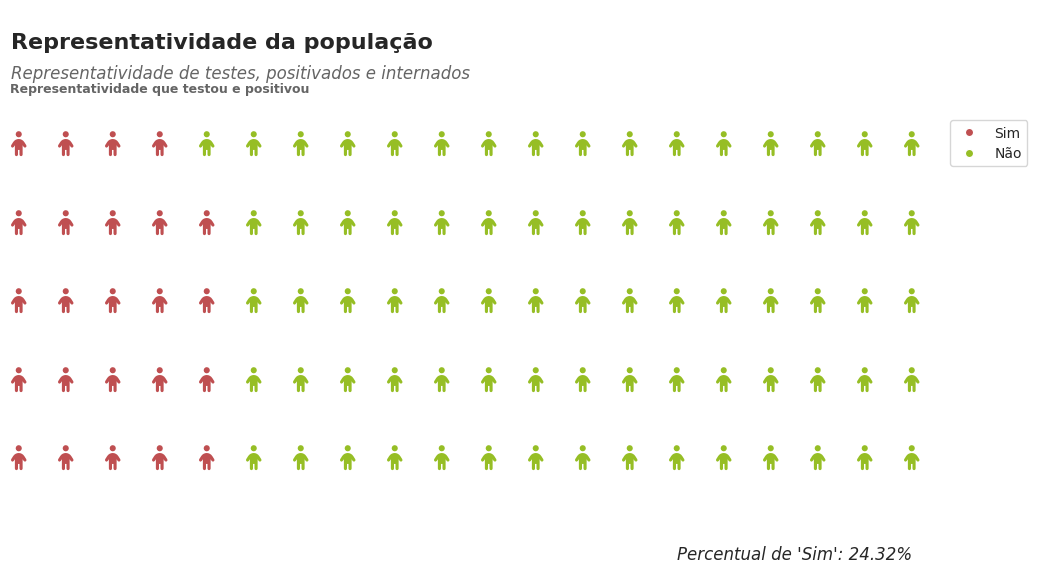 Representatividade da população
Representatividade de testes, positivados e internados
Representatividade que testou e positivou
Sim
Não
Percentual de 'Sim': 24.32%